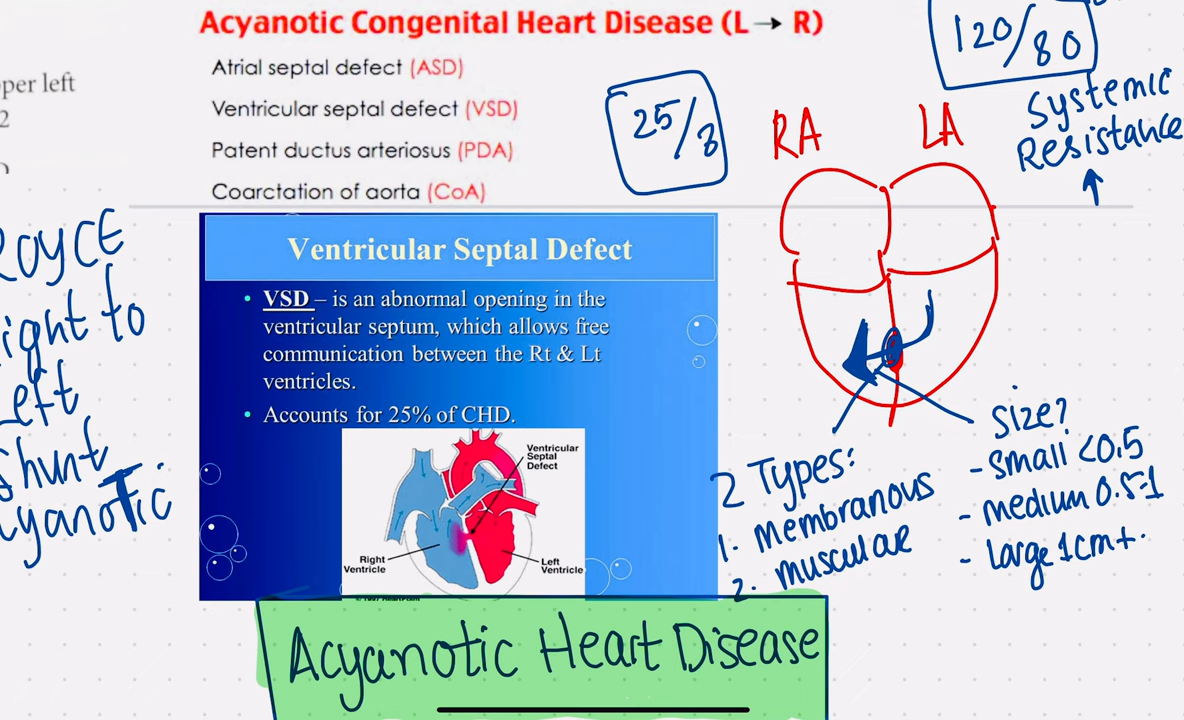 Acyanotic Congenital Heart Disease (L → R)
Atrial septal defect (ASD)
Ventricular septal defect (VSD)
Patent ductus arteriosus (PDA)
Coarctation of aorta (CoA)
per left
2
25/8
120/80
Systemic
Resistance
↑
RA
LA
ROYCE
ight to
Left
Shunt
cyanoTic
Ventricular Septal Defect
• VSD – is an abnormal opening in the
ventricular septum, which allows free
communication between the Rt & Lt
ventricles.
• Accounts for 25% of CHD.
Ventricular
Septal
Defect
Right
Ventricle
Left
Ventricle
2 Types:
1. Membranous
2. muscular
Size?
- Small <0.5
- medium 0.5-1
- large 1cm+.
Acyanotic Heart Disease